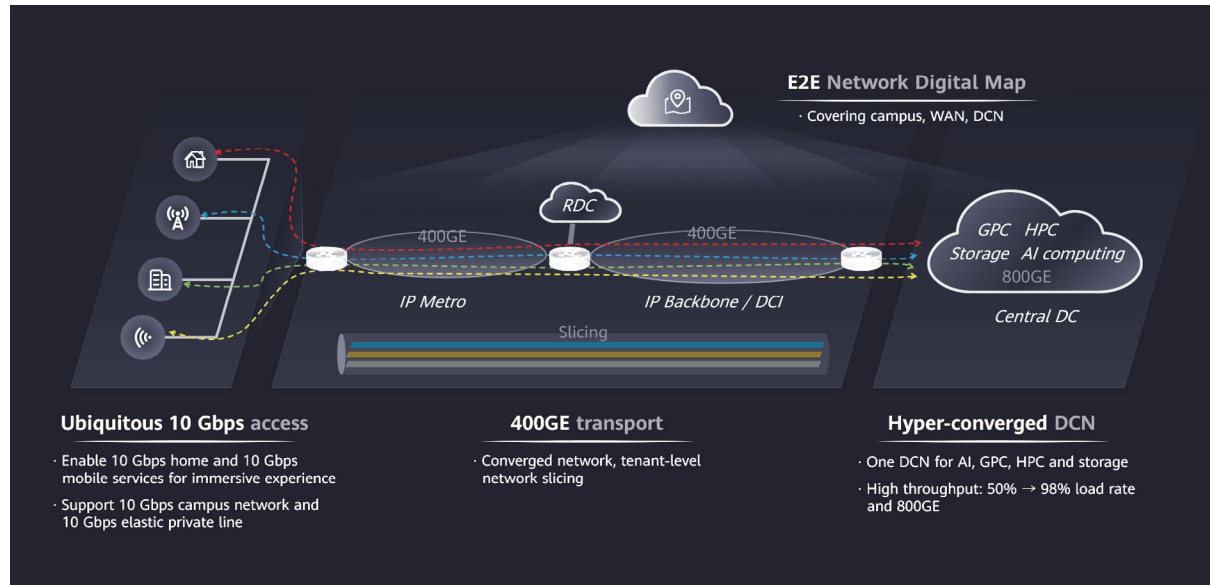 E2E Network Digital Map
· Covering campus, WAN, DCN
RDC
400GE
400GE
GPC HPC
Storage AI computing
800GE
IP Metro
IP Backbone / DCI
Central DC
Slicing
Ubiquitous 10 Gbps access
· Enable 10 Gbps home and 10 Gbps
mobile services for immersive experience
· Support 10 Gbps campus network and
10 Gbps elastic private line
400GE transport
· Converged network, tenant-level
network slicing
Hyper-converged DCN
· One DCN for AI, GPC, HPC and storage
· High throughput: 50% → 98% load rate
and 800GE